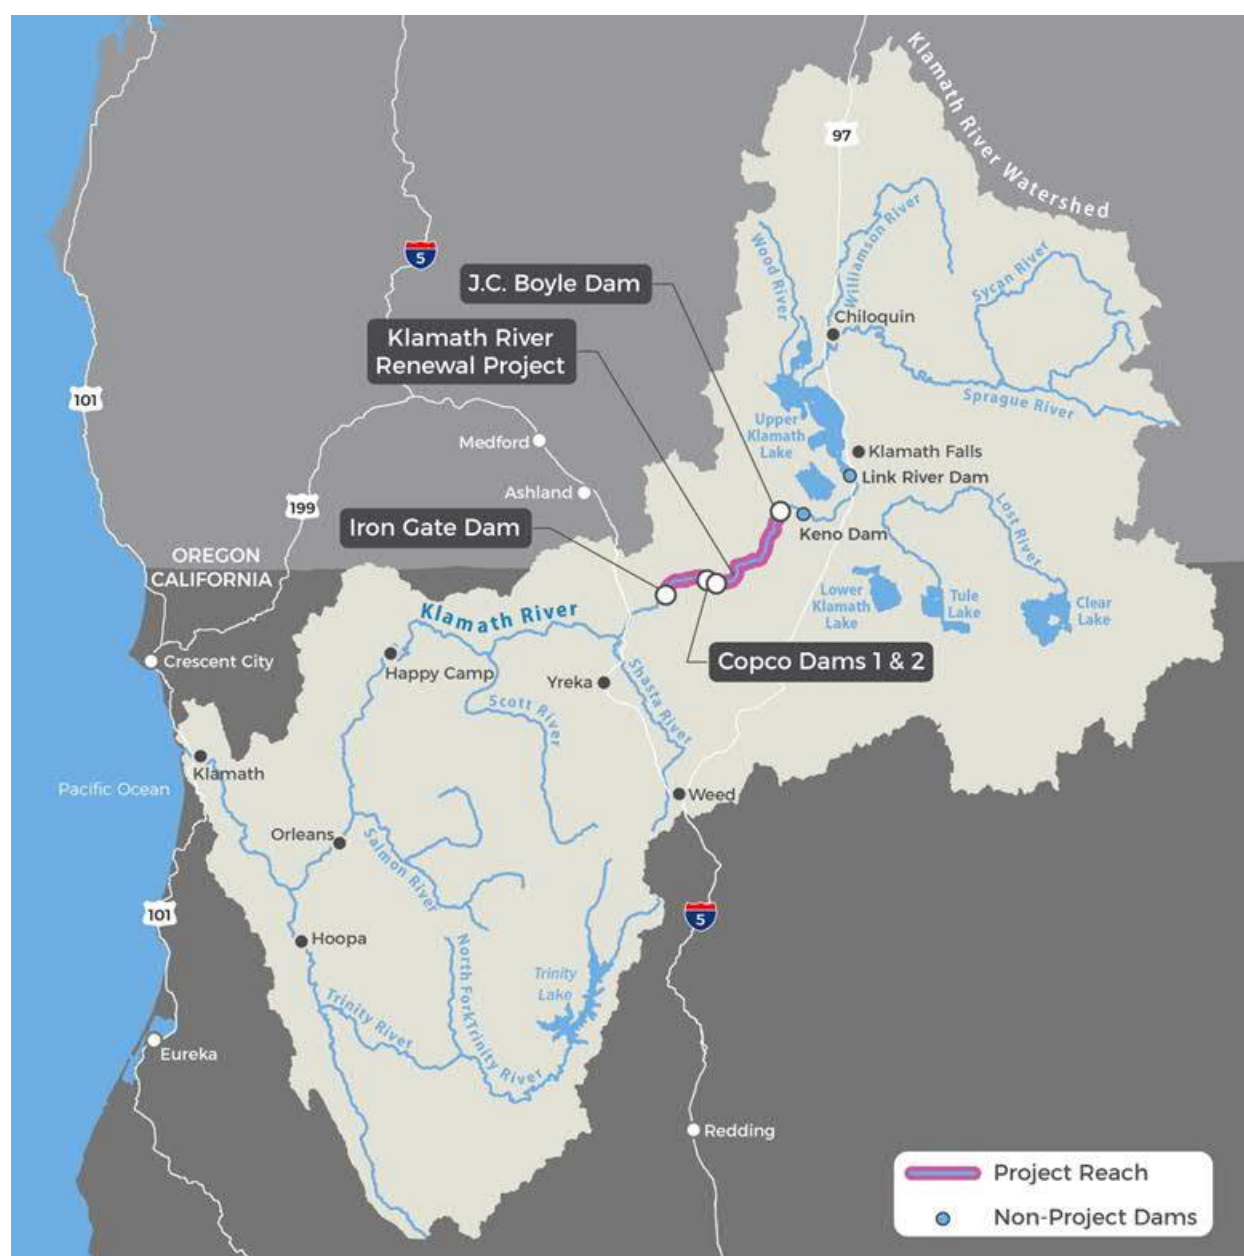 Klamath River Watershed
97
Wood River
Williamson River
Sycan River
5
J.C. Boyle Dam
Klamath River
Renewal Project
Chiloquin
101
Sprague River
Upper
Klamath
Lake
Medford
Klamath Falls
Link River Dam
Ashland
199
Iron Gate Dam
Keno Dam
Lost River
OREGON
CALIFORNIA
Klamath River
Lower
Klamath
Lake
Tule
Lake
Clear
Lake
Crescent City
Happy Camp
Yreka
Shasta River
Copco Dams 1 & 2
Scott River
Klamath
Pacific Ocean
Weed
Orleans
Salmon River
101
5
Hoopa
North Fork Trinity River
Trinity
Lake
Trinity River
Eureka
Redding
Project Reach
Non-Project Dams